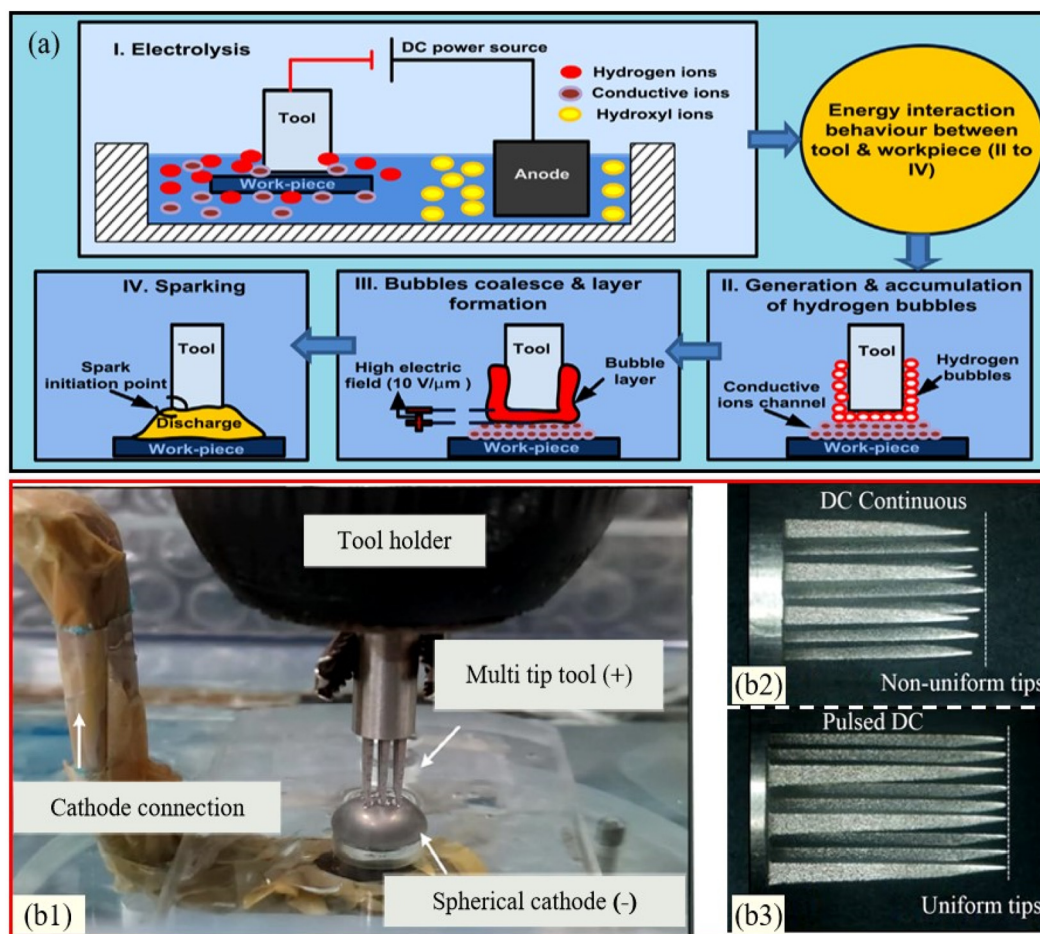 (a)
I. Electrolysis
DC power source
Hydrogen ions
Conductive ions
Hydroxyl ions
Tool
Work-piece
Anode
Energy interaction
behaviour between
tool & workpiece (II to
IV)
IV. Sparking
Tool
Spark
initiation point
Discharge
Work-piece
III. Bubbles coalesce & layer
formation
Tool
High electric
field (10 V/μm )
Bubble
layer
Work-piece
II. Generation & accumulation
of hydrogen bubbles
Tool
Hydrogen
bubbles
Conductive
ions channel
Work-piece
Tool holder
Multi tip tool (+)
Cathode connection
Spherical cathode (-)
(b1)
DC Continuous
(b2)
Non-uniform tips
Pulsed DC
(b3)
Uniform tips